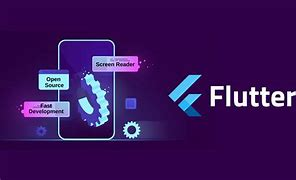 Screen Reader
Open
Source
Fast
Development
Flutter